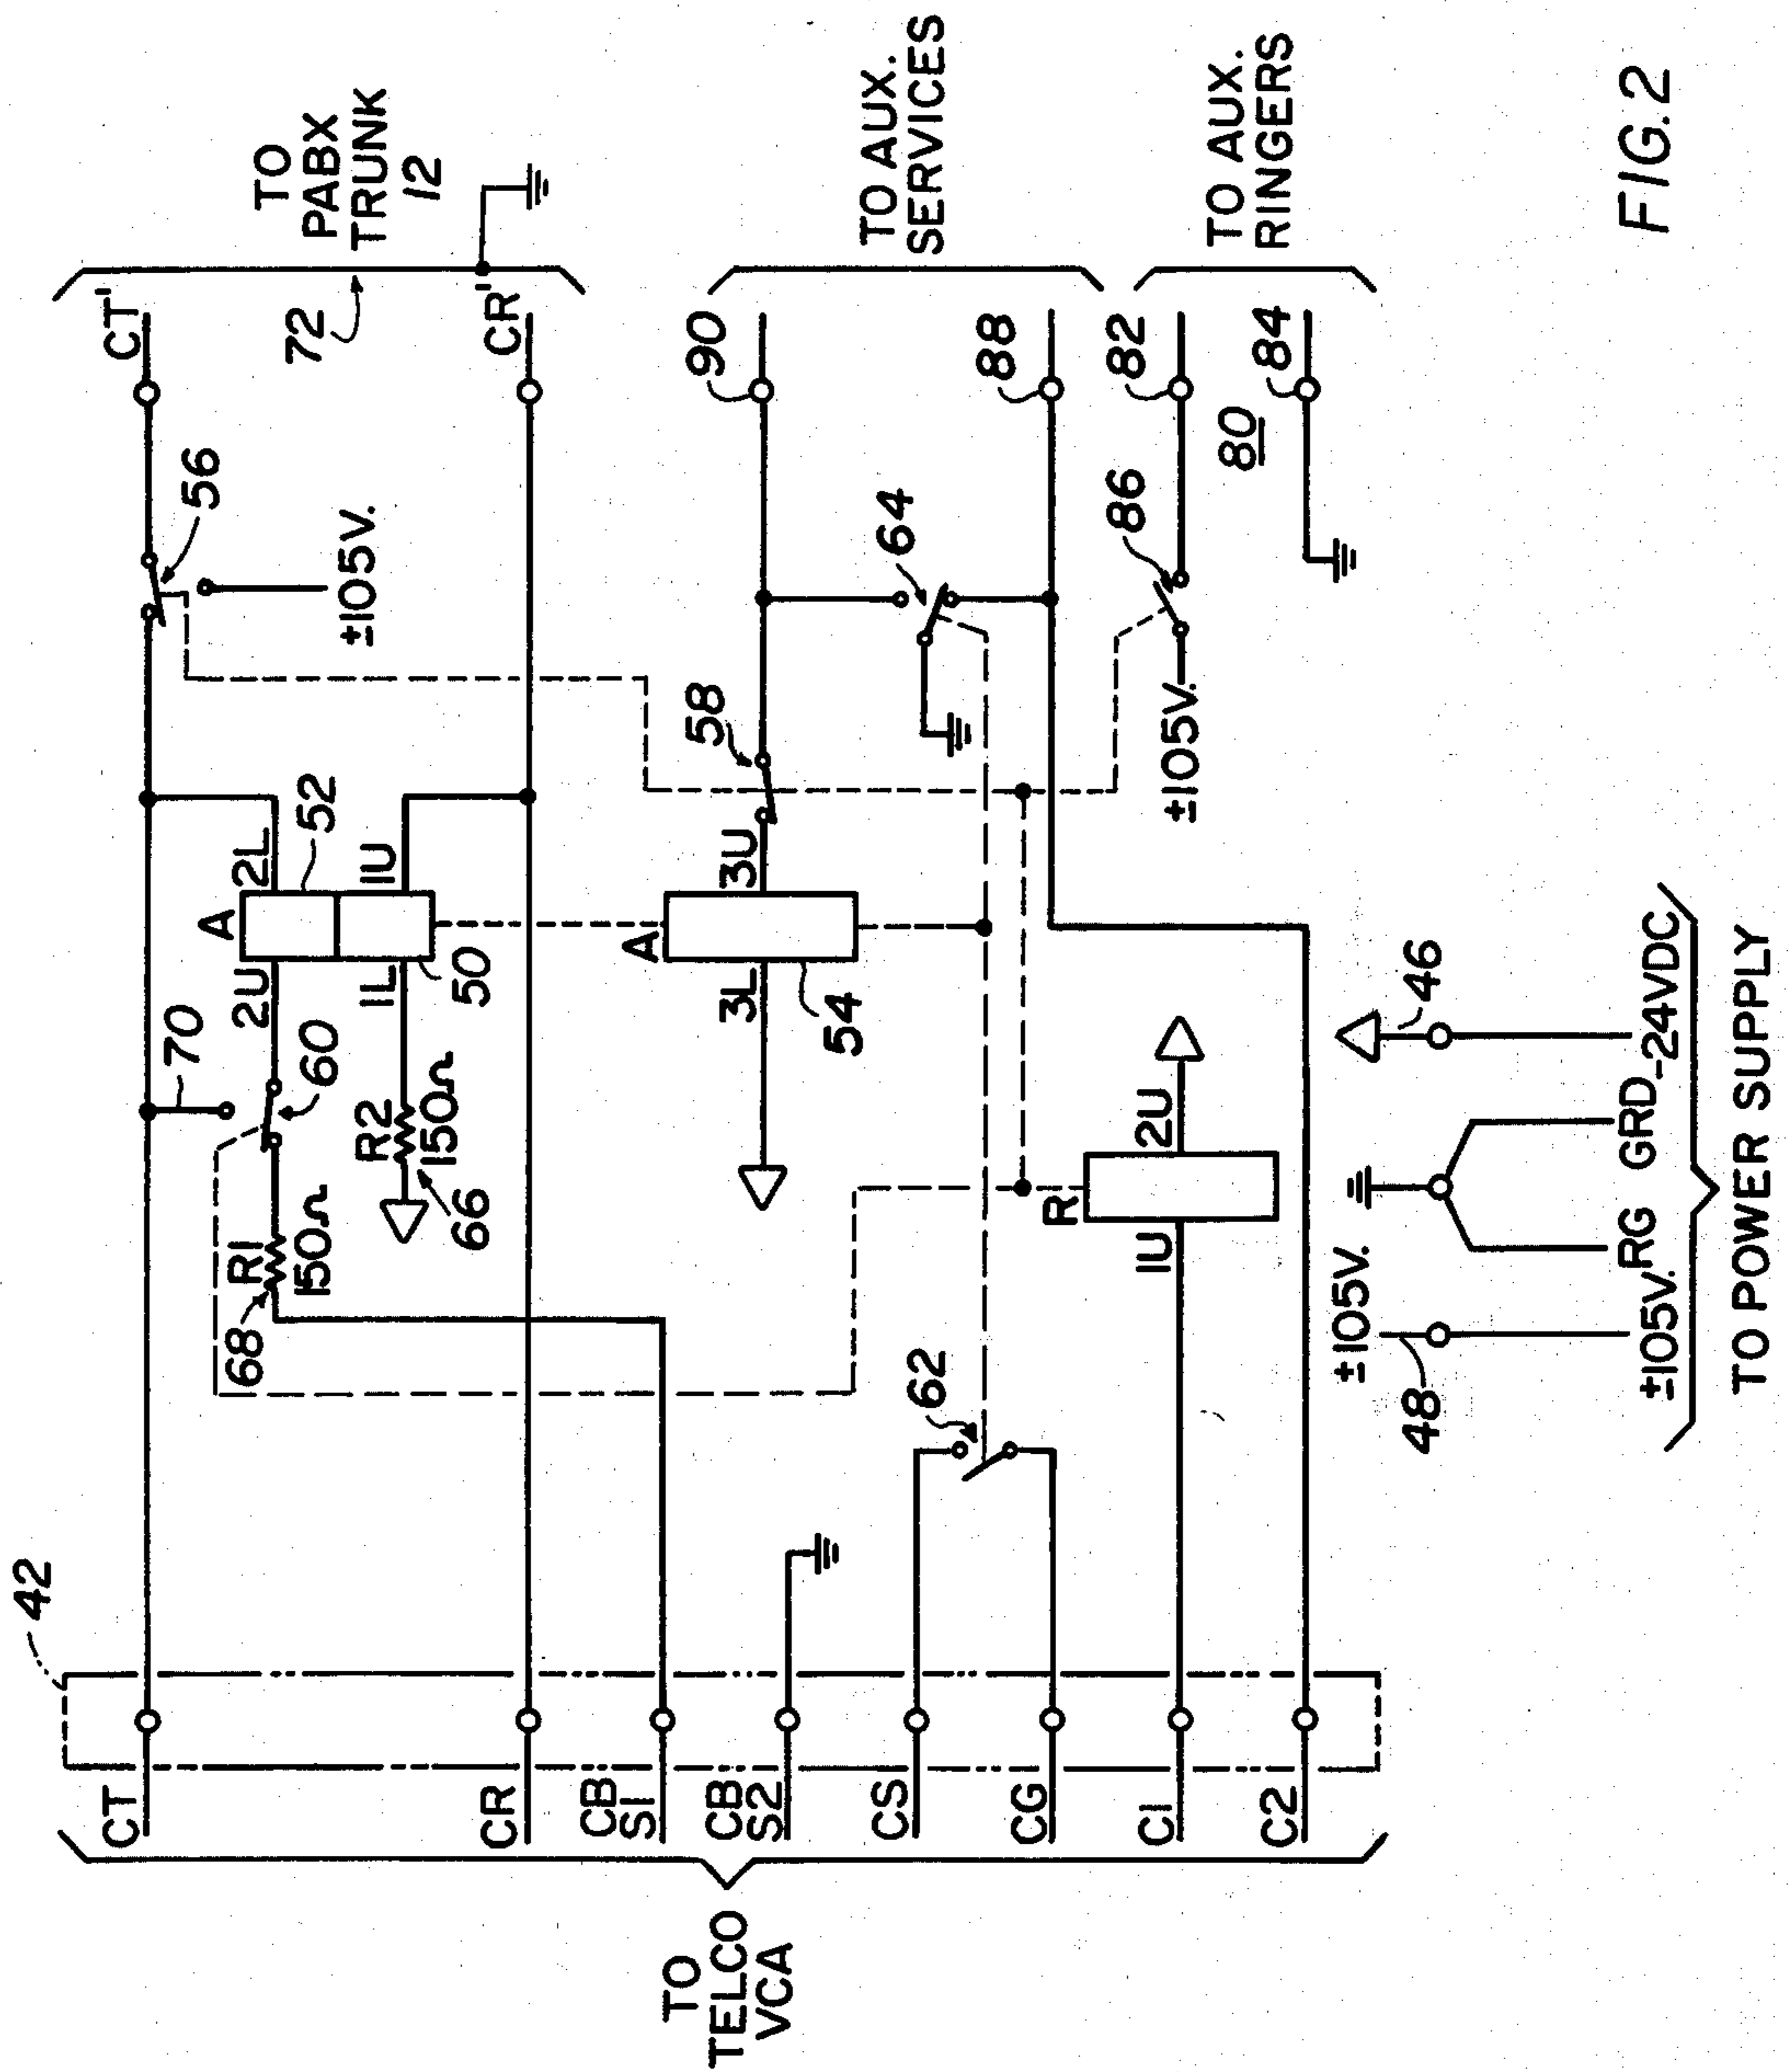 42
CT
CR
CB
S1
CB
S2
CS
CG
C1
C2
TO
TELCO
VCA
70
2U
A
2L
52
60
68
R1
150Ω
R2
150Ω
66
1L
50
1U
56
±105V.
CT'
72
CR'
TO
PABX
TRUNK
12
A
3L
3U
54
58
90
64
88
TO AUX.
SERVICES
62
R
1U
2U
±105V.
86
82
80
84
TO AUX.
RINGERS
±105V.
48
46
±105V.
RG
GRD
-24VDC
TO POWER SUPPLY
FIG.2